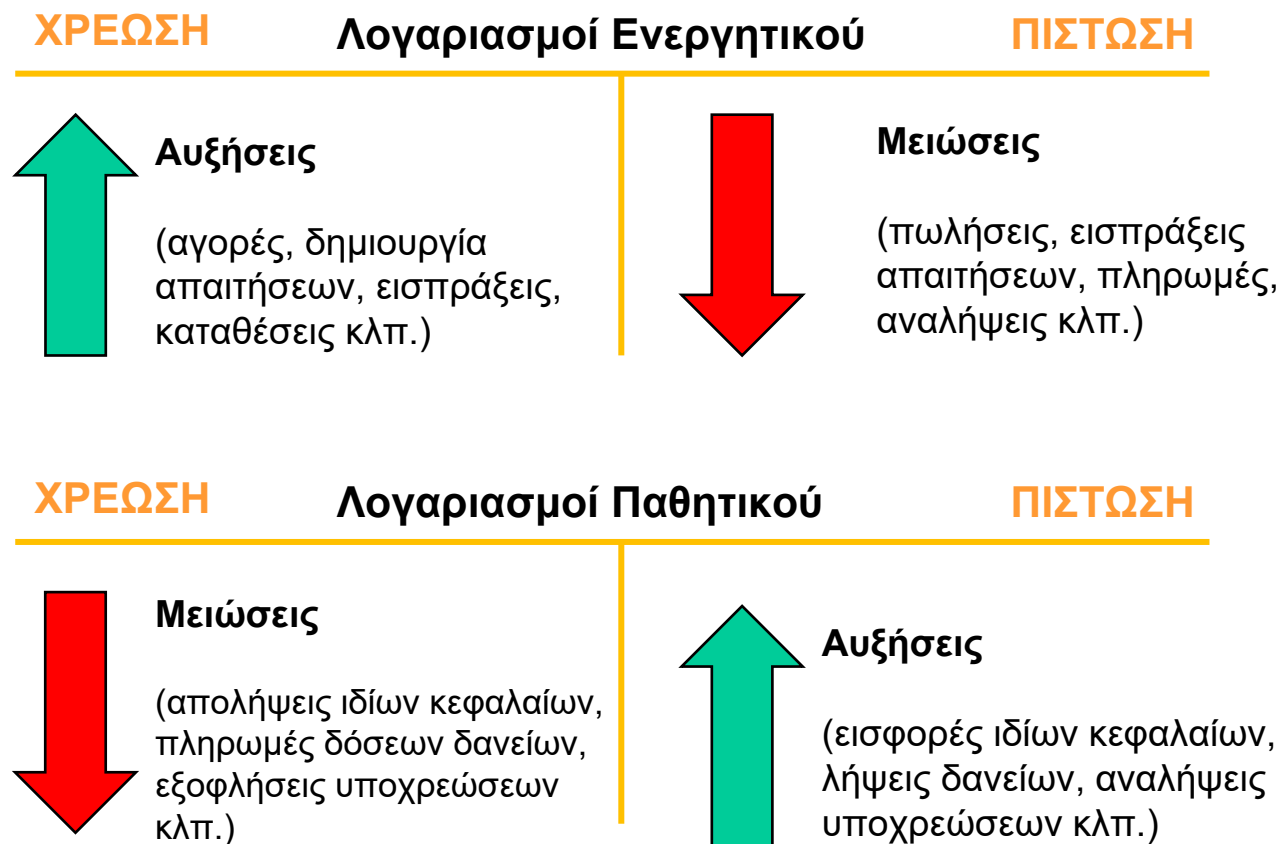 ΧΡΕΩΣΗ Λογαριασμοί Ενεργητικού ΠΙΣΤΩΣΗ
Αυξήσεις
(αγορές, δημιουργία
απαιτήσεων, εισπράξεις,
καταθέσεις κλπ.)
Μειώσεις
(πωλήσεις, εισπράξεις
απαιτήσεων, πληρωμές,
αναλήψεις κλπ.)
ΧΡΕΩΣΗ Λογαριασμοί Παθητικού ΠΙΣΤΩΣΗ
Μειώσεις
(απολήψεις ιδίων κεφαλαίων,
πληρωμές δόσεων δανείων,
εξοφλήσεις υποχρεώσεων
κλπ.)
Αυξήσεις
(εισφορές ιδίων κεφαλαίων,
λήψεις δανείων, αναλήψεις
υποχρεώσεων κλπ.)